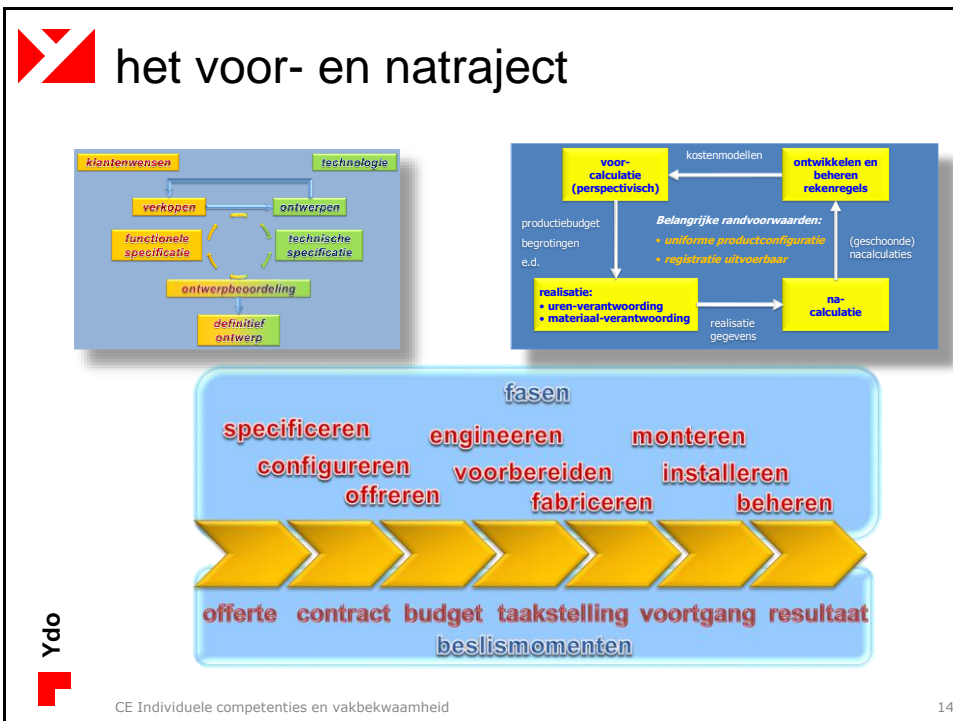 het voor- en natraject
klantenwensen
technologie
verkopen
ontwerpen
functionele
specificatie
technische
specificatie
ontwerpbeoordeling
definitief
ontwerp
voor-
calculatie
(perspectivisch)
kostenmodellen
ontwikkelen en
beheren
rekenregels
productiebudget
begrotingen
e.d.
Belangrijke randvoorwaarden:
• uniforme productconfiguratie
• registratie uitvoerbaar
(geschoonde)
nacalculaties
realisatie:
• uren-verantwoording
• materiaal-verantwoording
realisatie
gegevens
na-
calculatie
fasen
specificeren
engineeren
monteren
configureren
voorbereiden
installeren
offreren
fabriceren
beheren
offerte contract budget taakstelling voortgang resultaat
beslismomenten
Ydo
CE Individuele competenties en vakbekwaamheid
14